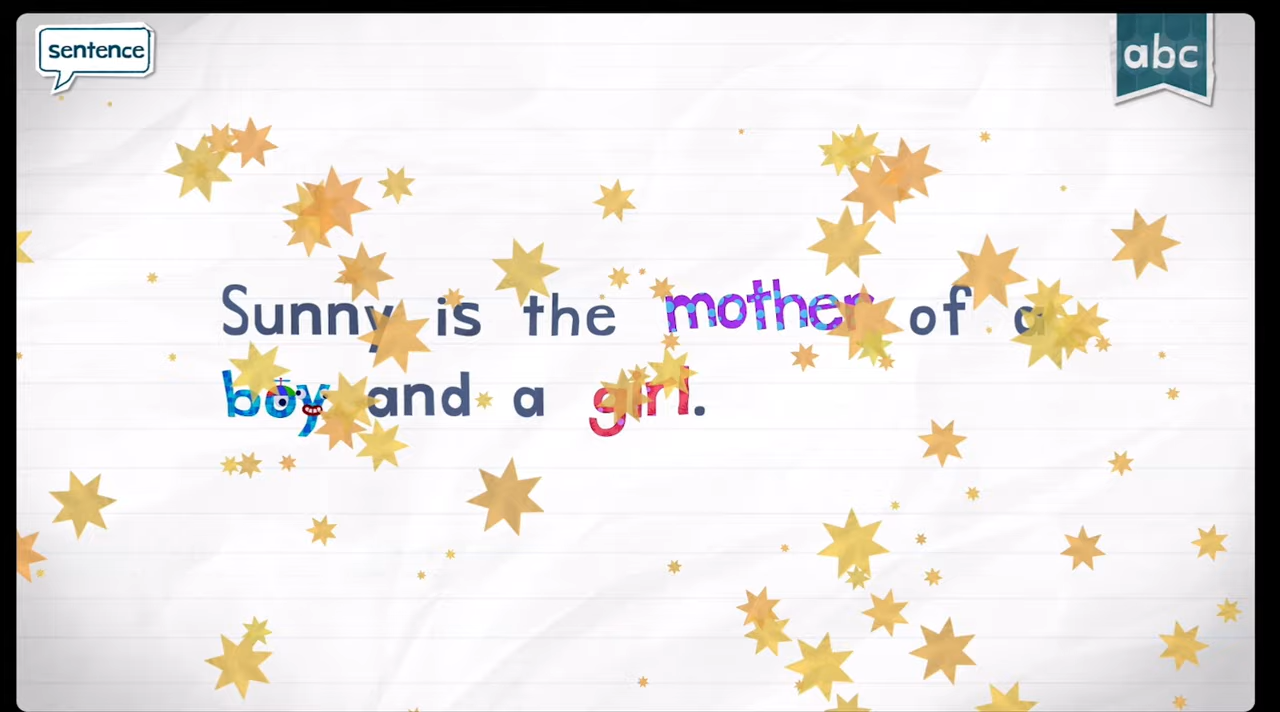 sentence
abc
Sunny is the mother of a
boy and a girl.